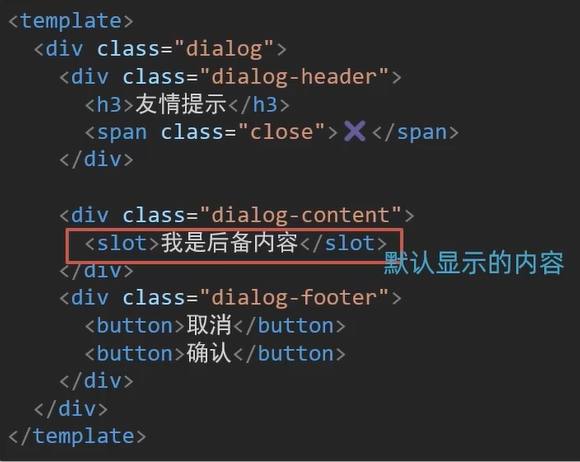 <template>
  <div class="dialog">
    <div class="dialog-header">
      <h3>友情提示</h3>
      <span class="close">✖</span>
    </div>

    <div class="dialog-content">
      <slot>我是后备内容</slot>
默认显示的内容
    </div>
    <div class="dialog-footer">
      <button>取消</button>
      <button>确认</button>
    </div>
  </div>
</template>